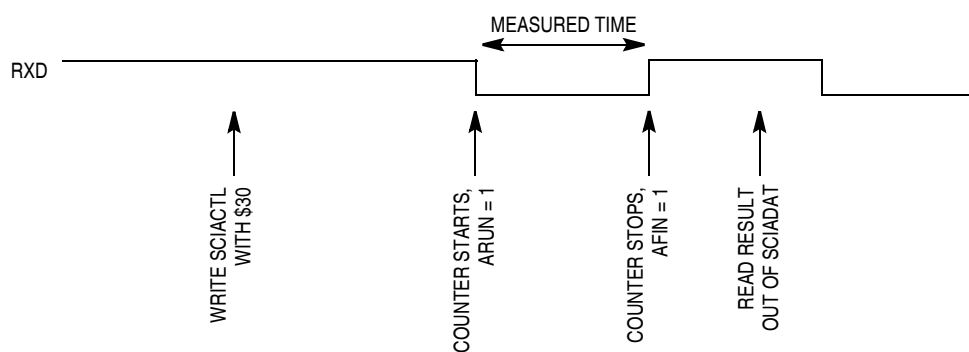 MEASURED TIME
RXD
WRITE SCIACTL
WITH $30
COUNTER STARTS,
ARUN = 1
COUNTER STOPS,
AFIN = 1
READ RESULT
OUT OF SCIADAT